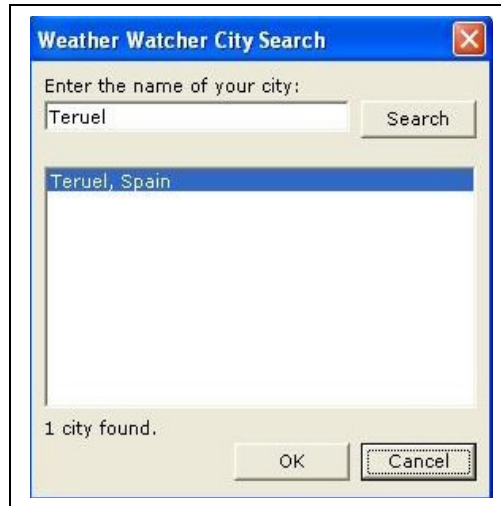 Weather Watcher City Search
Enter the name of your city:
Teruel
Search
Teruel, Spain
1 city found.
OK
Cancel